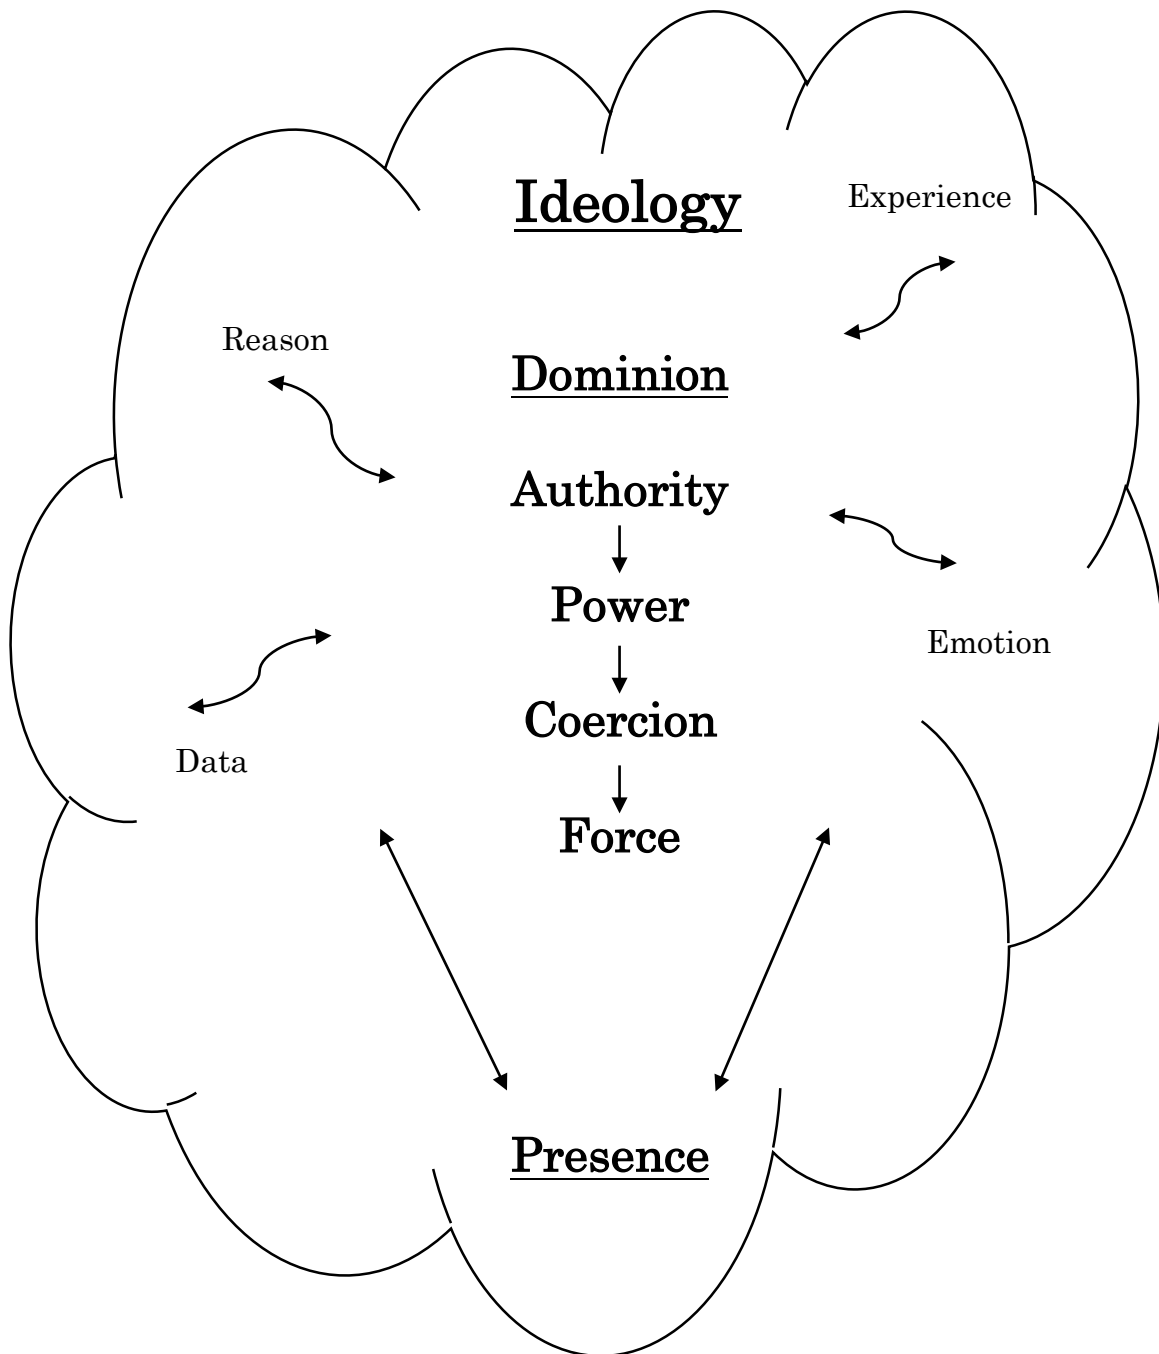 Ideology
Experience
Reason
Dominion
Authority
Power
Emotion
Coercion
Data
Force
Presence